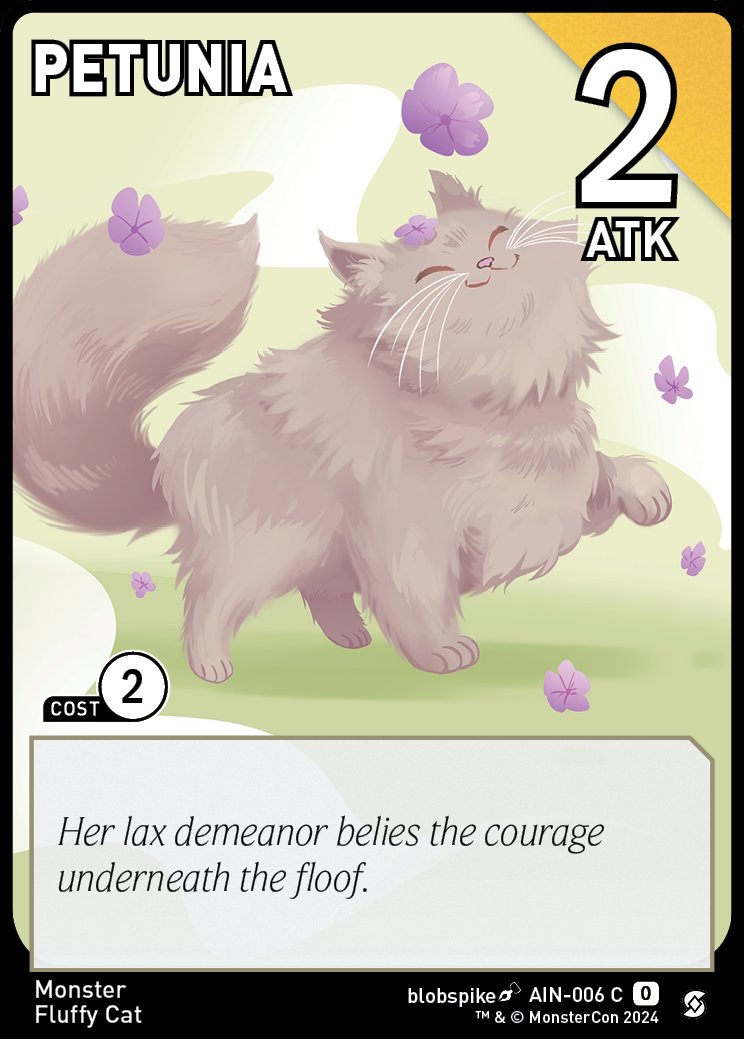 PETUNIA
2
ATK
COST 2
Her lax demeanor belies the courage
underneath the floof.
Monster
Fluffy Cat
blobspike AIN-006 C 0
™ & © MonsterCon 2024